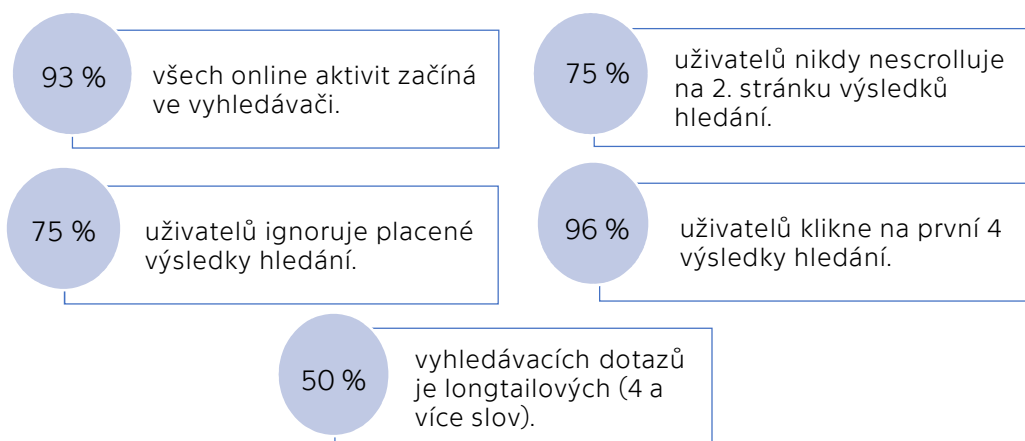 93 %
všech online aktivit začíná
ve vyhledávači.
75 %
uživatelů nikdy nescrolluje
na 2. stránku výsledků
hledání.
75 %
uživatelů ignoruje placené
výsledky hledání.
96 %
uživatelů klikne na první 4
výsledky hledání.
50 %
vyhledávacích dotazů
je longtailových (4 a
více slov).